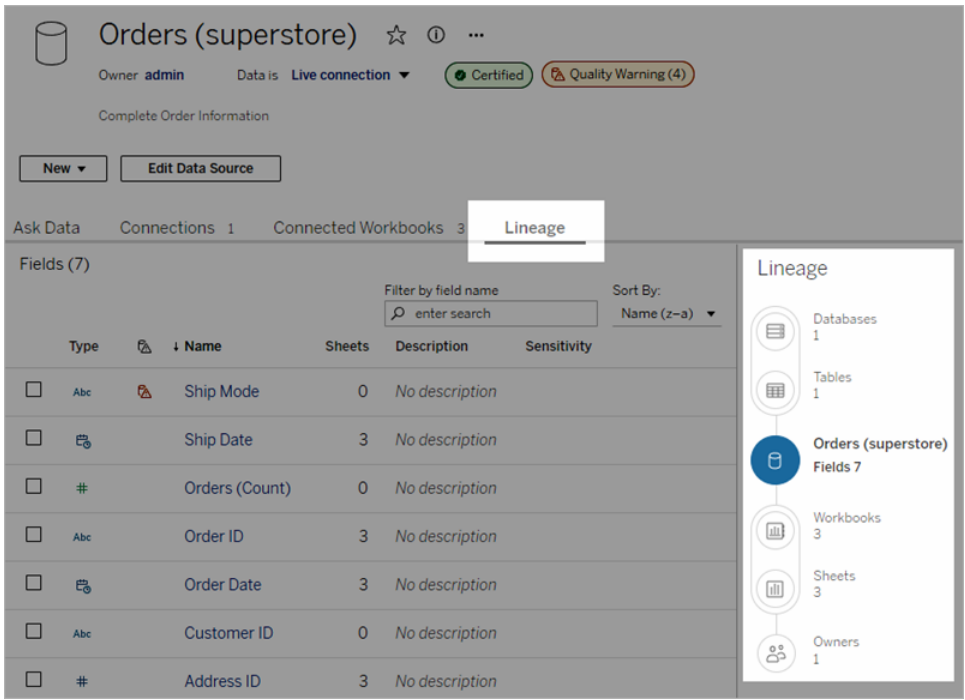 Orders (superstore)
Owner admin Data is Live connection Certified Quality Warning (4)
Complete Order Information
New Edit Data Source
Ask Data Connections 1 Connected Workbooks 3 Lineage
Fields (7)
Filter by field name Sort By:
enter search Name (z–a)
Type ↓ Name Sheets Description Sensitivity
Abc Ship Mode 0 No description
Ship Date 3 No description
# Orders (Count) 0 No description
Abc Order ID 3 No description
Order Date 3 No description
Abc Customer ID 0 No description
# Address ID 3 No description
Lineage
Databases
1
Tables
1
Orders (superstore)
Fields 7
Workbooks
3
Sheets
3
Owners
1